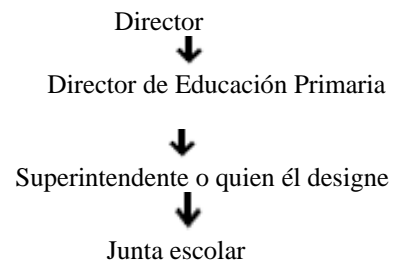 Director
Director de Educación Primaria
Superintendente o quien él designe
Junta escolar